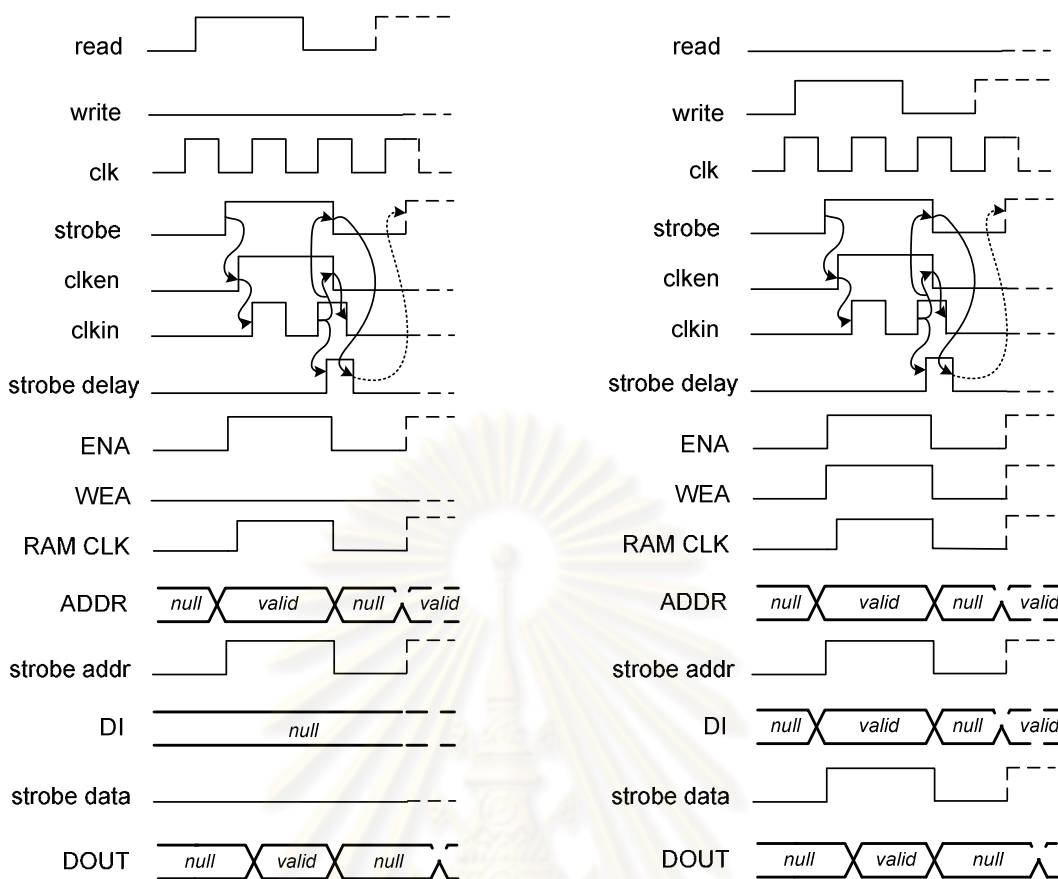 read
write
clk
strobe
clken
clkin
strobe delay
ENA
WEA
RAM CLK
ADDR null valid null valid
strobe addr
DI null
strobe data
DOUT null valid null
read
write
clk
strobe
clken
clkin
strobe delay
ENA
WEA
RAM CLK
ADDR null valid null valid
strobe addr
DI null valid null valid
strobe data
DOUT null valid null